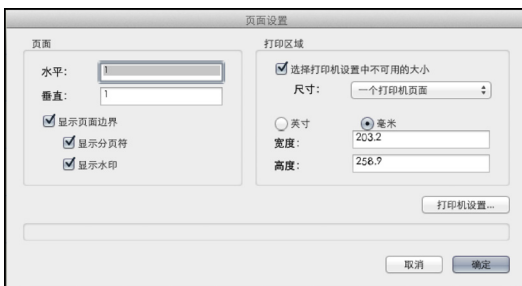 页面设置
页面
水平: 1
垂直: 1
显示页面边界
显示分页符
显示水印
打印区域
选择打印机设置中不可用的大小
尺寸: 一个打印机页面
英寸 毫米
宽度: 203.2
高度: 258.9
打印机设置...
取消 确定